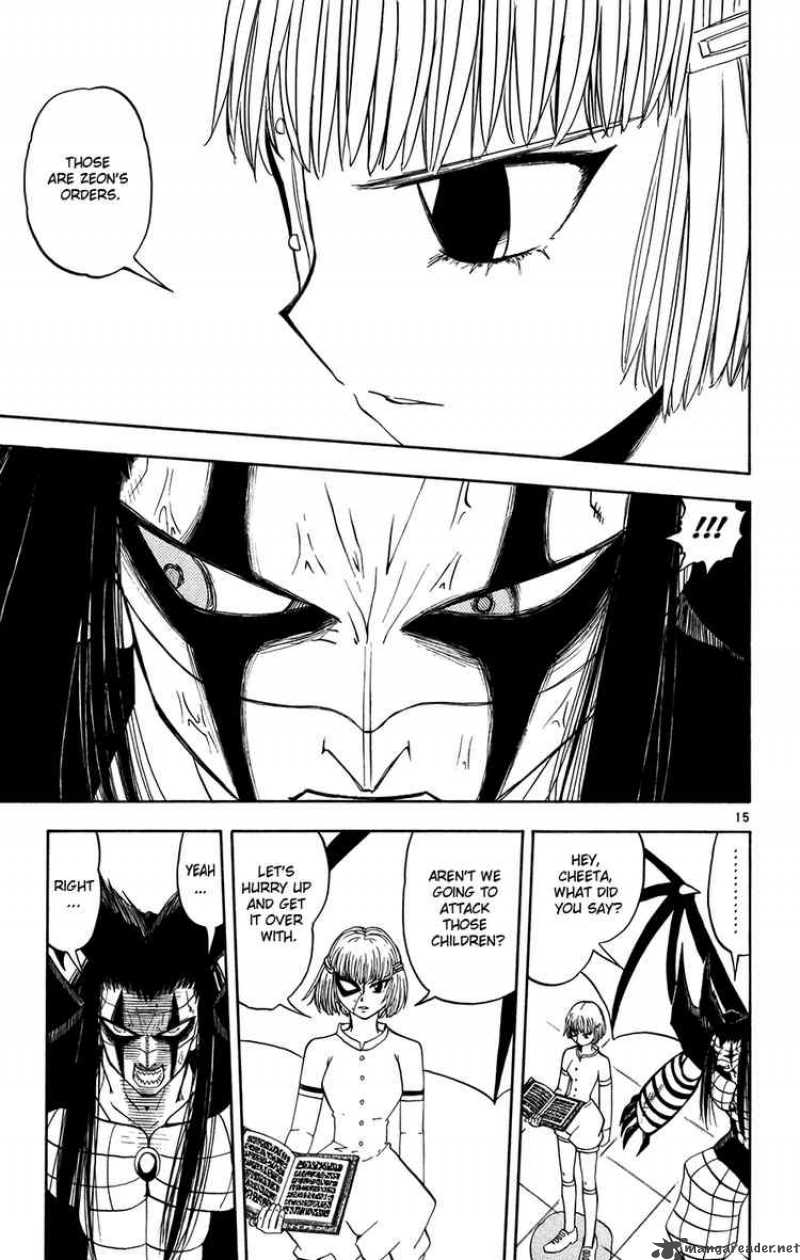 THOSE
ARE ZEON'S
ORDERS.
!!!
15
.........
HEY,
CHEETA,
WHAT DID
YOU SAY?
AREN'T WE
GOING TO
ATTACK
THOSE
CHILDREN?
LET'S
HURRY UP
AND GET
IT OVER
WITH.
YEAH
...
RIGHT
...
mangareader.net